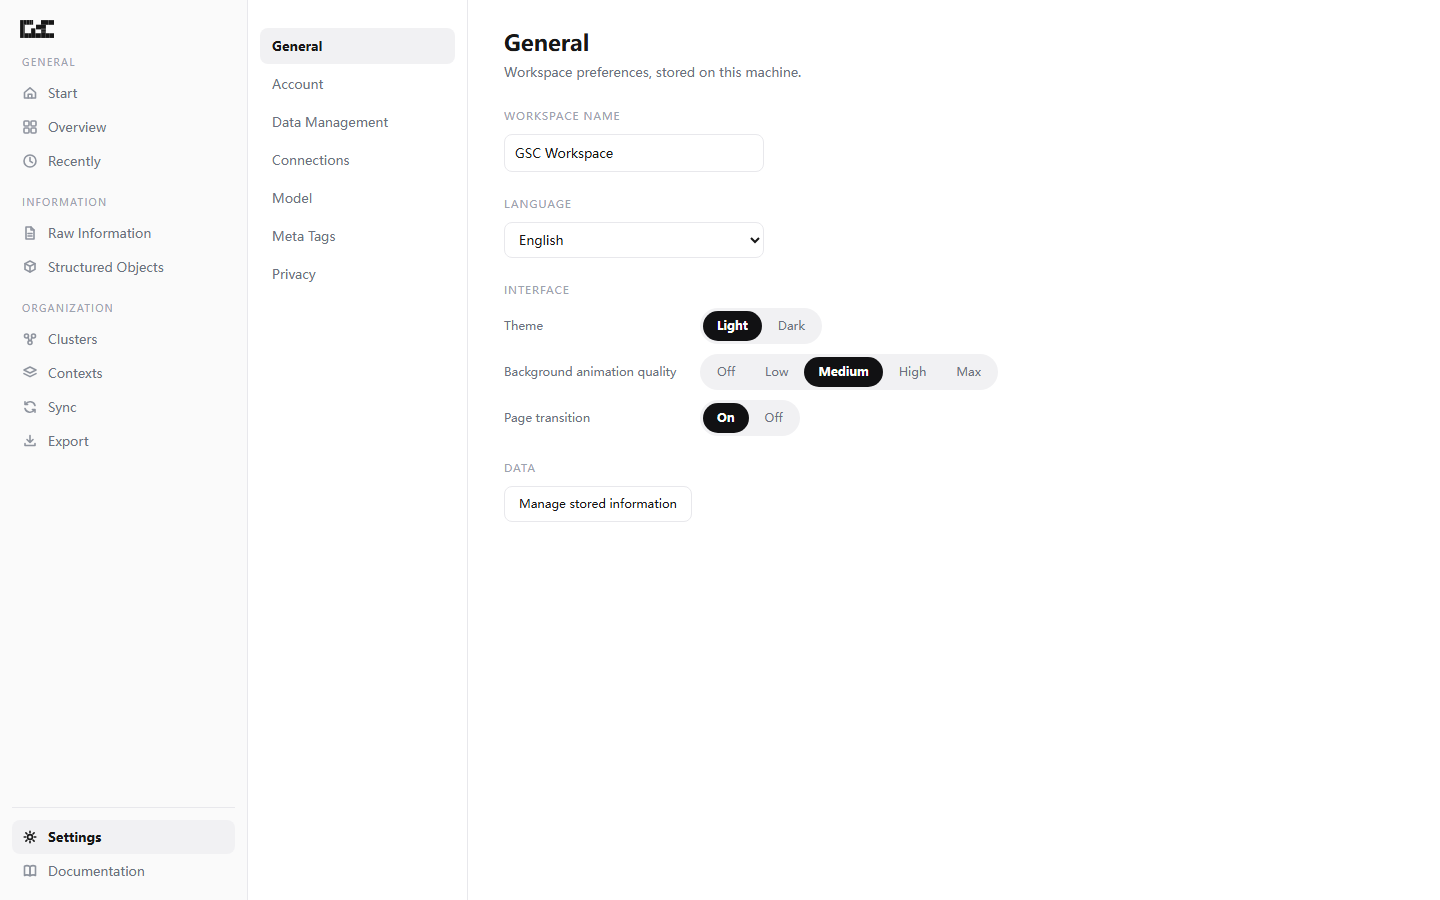 GSC
GENERAL
Start
Overview
Recently
INFORMATION
Raw Information
Structured Objects
ORGANIZATION
Clusters
Contexts
Sync
Export
Settings
Documentation
General
Account
Data Management
Connections
Model
Meta Tags
Privacy
General
Workspace preferences, stored on this machine.
WORKSPACE NAME
GSC Workspace
LANGUAGE
English
INTERFACE
Theme Light Dark
Background animation quality Off Low Medium High Max
Page transition On Off
DATA
Manage stored information